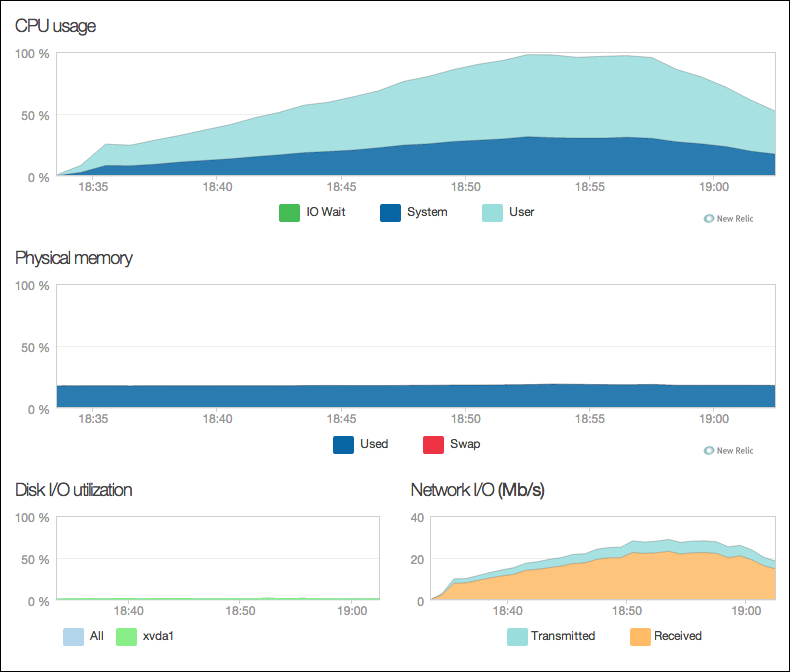 CPU usage
100 %
50 %
0 %
18:35 18:40 18:45 18:50 18:55 19:00
IO Wait System User
New Relic
Physical memory
100 %
50 %
0 %
18:35 18:40 18:45 18:50 18:55 19:00
Used Swap
New Relic
Disk I/O utilization Network I/O (Mb/s)
100 % 40
50 % 20
0 % 0
18:40 18:50 19:00 18:40 18:50 19:00
All xvda1 Transmitted Received